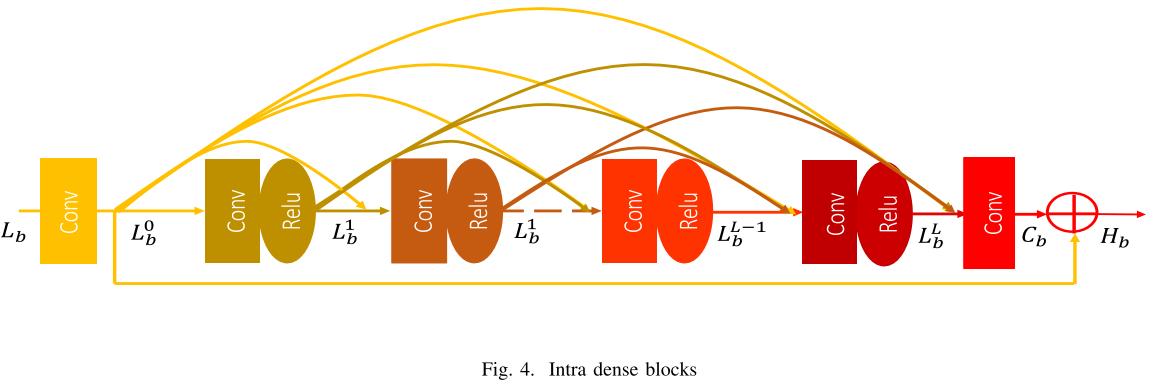 Conv
Conv
Relu
Conv
Relu
Conv
Relu
Conv
Relu
Conv
L_b
L_b^0
L_b^1
L_b^1
L_b^{L-1}
L_b^L
C_b
H_b
Fig. 4. Intra dense blocks